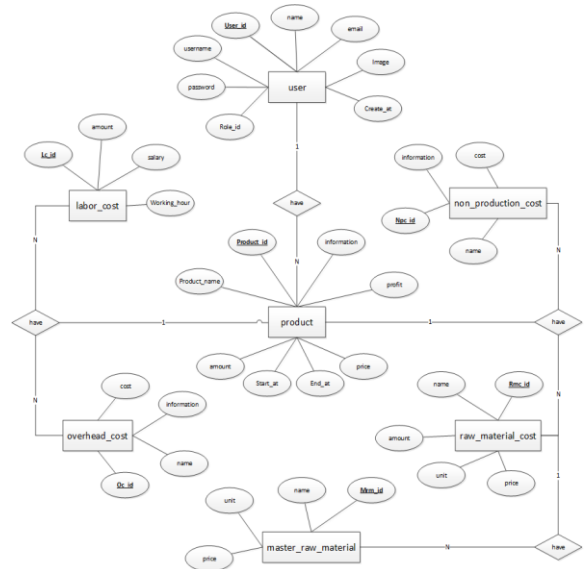 name
User_id
email
username
Image
password
user
Create_at
Role_id
amount
1
cost
Lc_id
salary
information
labor_cost
Working_hour
have
non_production_cost
Npc_id
N
Product_id
information
N
name
N
Product_name
profit
have
1
product
1
have
amount
Start_at
End_at
price
cost
name
Rmc_id
N
information
N
overhead_cost
amount
raw_material_cost
name
Oc_id
unit
price
name
Mrm_id
unit
1
price
master_raw_material
N
have